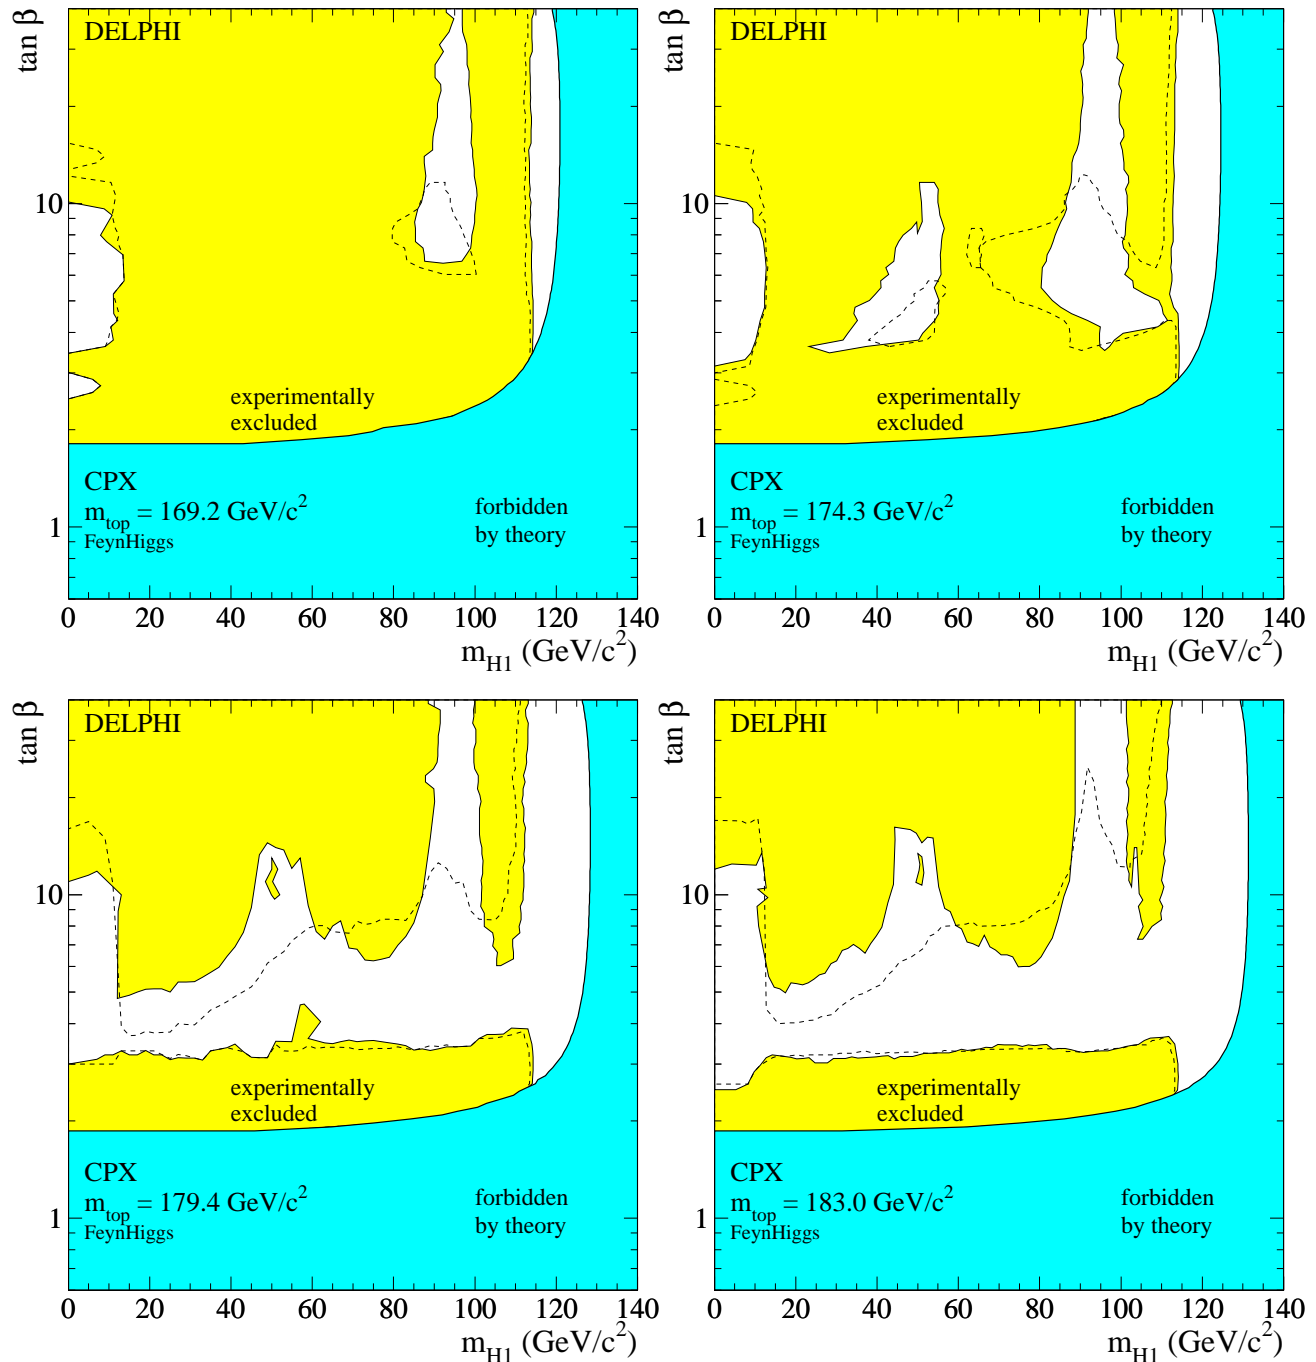 DELPHI
tan β
10
1
experimentally
excluded
CPX
m_top = 169.2 GeV/c²
FeynHiggs
forbidden
by theory
0 20 40 60 80 100 120 140
m_H1 (GeV/c²)
DELPHI
tan β
10
1
experimentally
excluded
CPX
m_top = 174.3 GeV/c²
FeynHiggs
forbidden
by theory
0 20 40 60 80 100 120 140
m_H1 (GeV/c²)
DELPHI
tan β
10
1
experimentally
excluded
CPX
m_top = 179.4 GeV/c²
FeynHiggs
forbidden
by theory
0 20 40 60 80 100 120 140
m_H1 (GeV/c²)
DELPHI
tan β
10
1
experimentally
excluded
CPX
m_top = 183.0 GeV/c²
FeynHiggs
forbidden
by theory
0 20 40 60 80 100 120 140
m_H1 (GeV/c²)